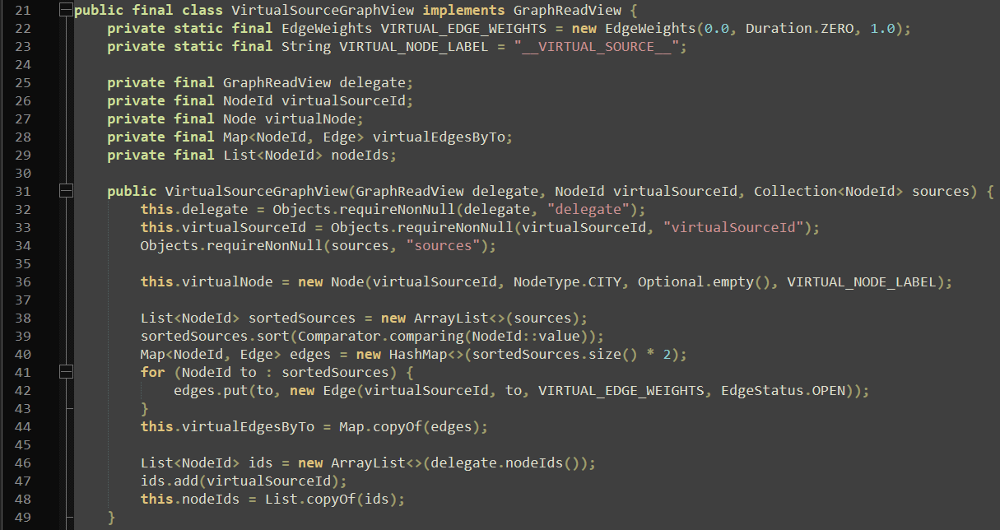 21 public final class VirtualSourceGraphView implements GraphReadView {
22     private static final EdgeWeights VIRTUAL_EDGE_WEIGHTS = new EdgeWeights(0.0, Duration.ZERO, 1.0);
23     private static final String VIRTUAL_NODE_LABEL = "__VIRTUAL_SOURCE__";
24
25     private final GraphReadView delegate;
26     private final NodeId virtualSourceId;
27     private final Node virtualNode;
28     private final Map<NodeId, Edge> virtualEdgesByTo;
29     private final List<NodeId> nodeIds;
30
31     public VirtualSourceGraphView(GraphReadView delegate, NodeId virtualSourceId, Collection<NodeId> sources) {
32         this.delegate = Objects.requireNonNull(delegate, "delegate");
33         this.virtualSourceId = Objects.requireNonNull(virtualSourceId, "virtualSourceId");
34         Objects.requireNonNull(sources, "sources");
35
36         this.virtualNode = new Node(virtualSourceId, NodeType.CITY, Optional.empty(), VIRTUAL_NODE_LABEL);
37
38         List<NodeId> sortedSources = new ArrayList<>(sources);
39         sortedSources.sort(Comparator.comparing(NodeId::value));
40         Map<NodeId, Edge> edges = new HashMap<>(sortedSources.size() * 2);
41         for (NodeId to : sortedSources) {
42             edges.put(to, new Edge(virtualSourceId, to, VIRTUAL_EDGE_WEIGHTS, EdgeStatus.OPEN));
43         }
44         this.virtualEdgesByTo = Map.copyOf(edges);
45
46         List<NodeId> ids = new ArrayList<>(delegate.nodeIds());
47         ids.add(virtualSourceId);
48         this.nodeIds = List.copyOf(ids);
49     }